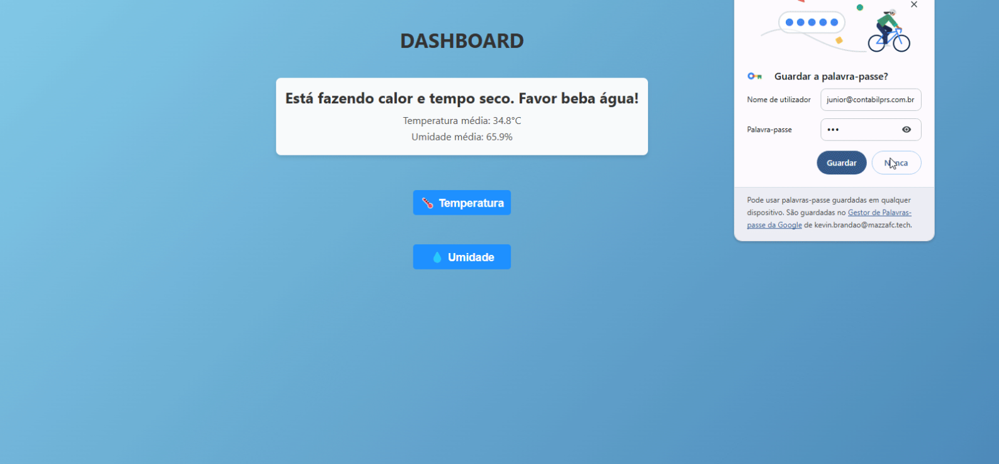 DASHBOARD
Está fazendo calor e tempo seco. Favor beba água!
Temperatura média: 34.8°C
Umidade média: 65.9%
Temperatura
Umidade
Guardar a palavra-passe?
Nome de utilizador junior@contabilprs.com.br
Palavra-passe •••
Guardar Nunca
Pode usar palavras-passe guardadas em qualquer
dispositivo. São guardadas no Gestor de Palavras-
passe da Google de kevin.brandao@mazzafc.tech.